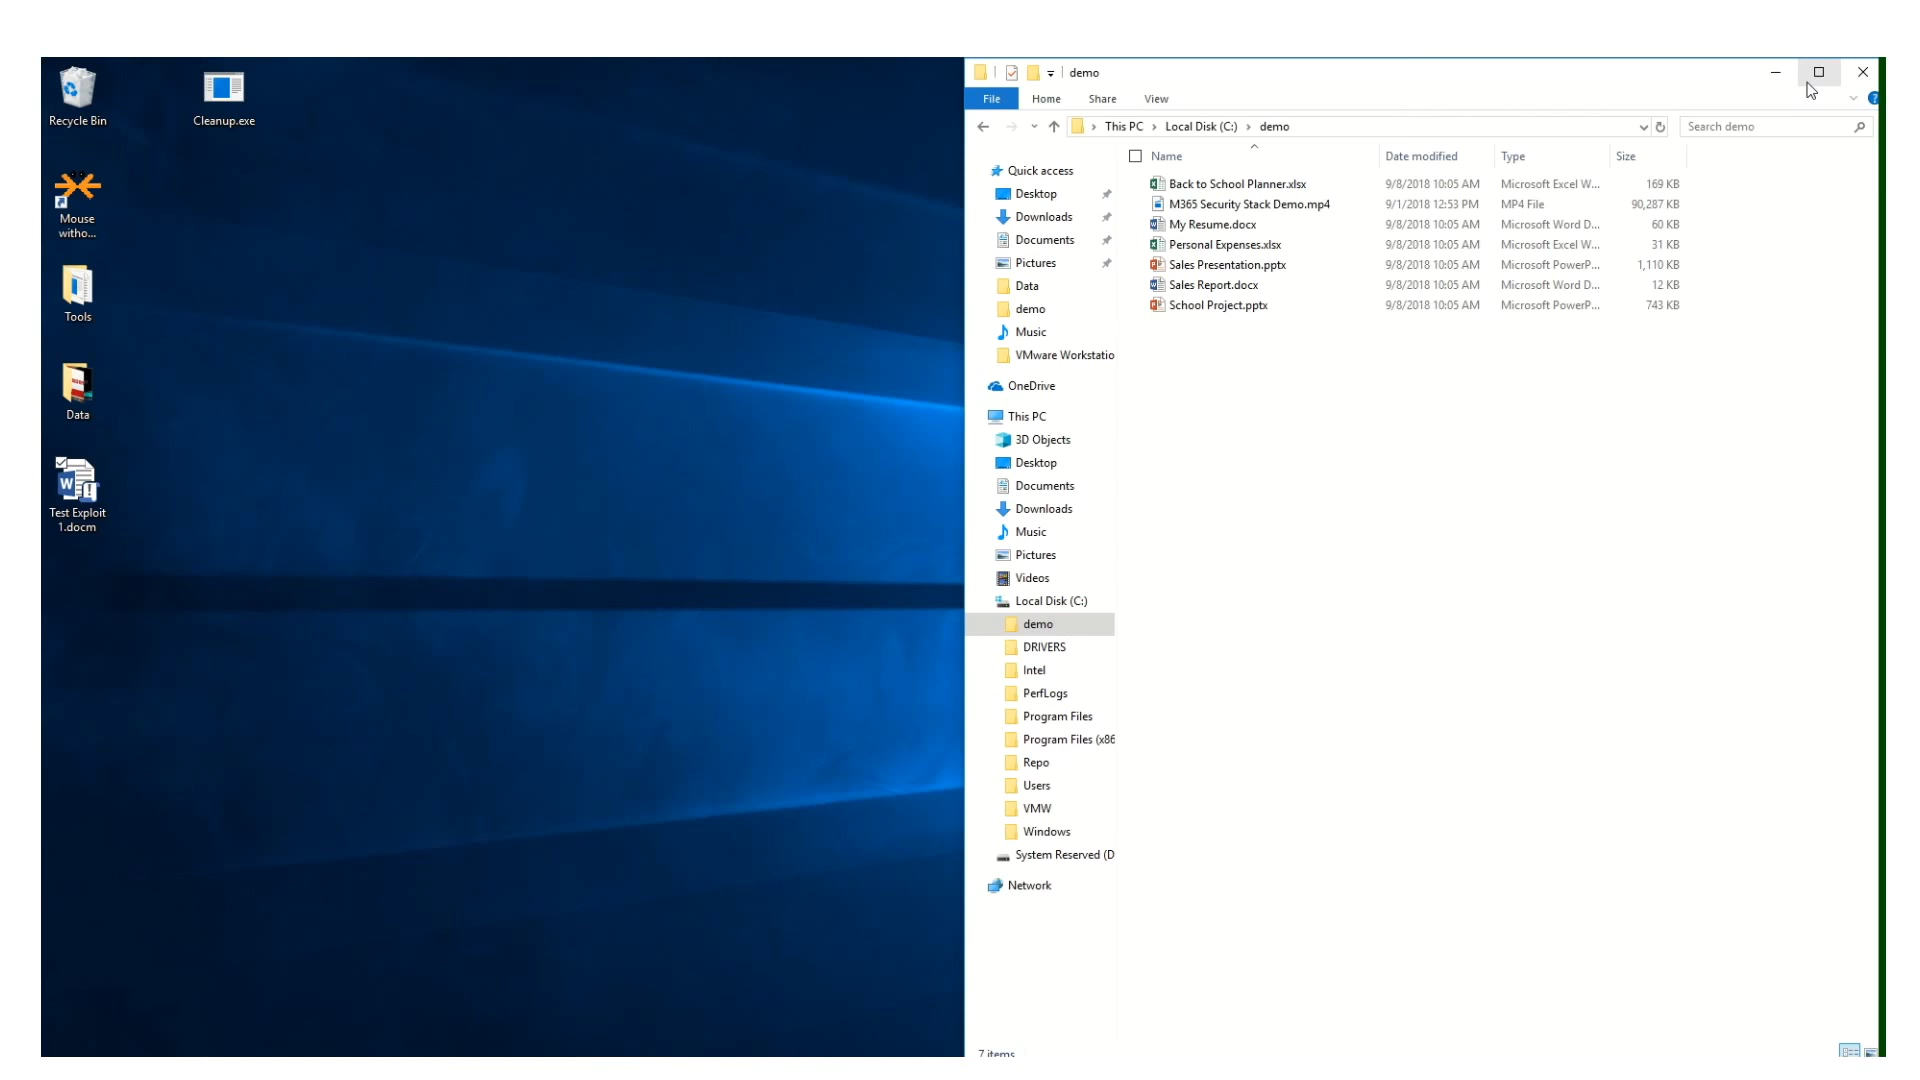 Recycle Bin
Cleanup.exe
Mouse
witho...
Tools
Data
Test Exploit
1.docm
demo
File Home Share View
This PC Local Disk (C:) demo
Search demo
Name Date modified Type Size
Back to School Planner.xlsx 9/8/2018 10:05 AM Microsoft Excel W... 169 KB
M365 Security Stack Demo.mp4 9/1/2018 12:53 PM MP4 File 90,287 KB
My Resume.docx 9/8/2018 10:05 AM Microsoft Word D... 60 KB
Personal Expenses.xlsx 9/8/2018 10:05 AM Microsoft Excel W... 31 KB
Sales Presentation.pptx 9/8/2018 10:05 AM Microsoft PowerP... 1,110 KB
Sales Report.docx 9/8/2018 10:05 AM Microsoft Word D... 12 KB
School Project.pptx 9/8/2018 10:05 AM Microsoft PowerP... 743 KB
Quick access
Desktop
Downloads
Documents
Pictures
Data
demo
Music
VMware Workstatio
OneDrive
This PC
3D Objects
Desktop
Documents
Downloads
Music
Pictures
Videos
Local Disk (C:)
demo
DRIVERS
Intel
PerfLogs
Program Files
Program Files (x86
Repo
Users
VMW
Windows
System Reserved (D
Network
7 items